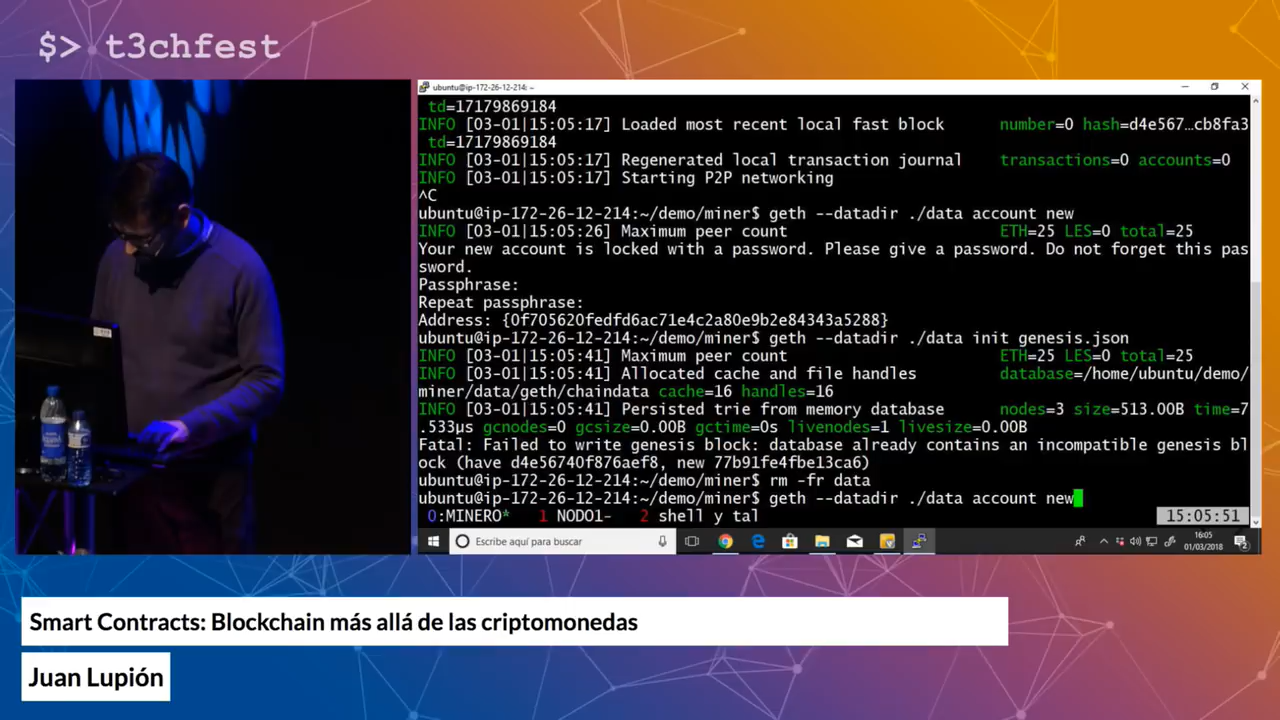 $> t3chfest
ubuntu@ip-172-26-12-214: ~
td=17179869184
INFO [03-01|15:05:17] Loaded most recent local fast block number=0 hash=d4e567…cb8fa3
td=17179869184
INFO [03-01|15:05:17] Regenerated local transaction journal transactions=0 accounts=0
INFO [03-01|15:05:17] Starting P2P networking
^C
ubuntu@ip-172-26-12-214:~/demo/miner$ geth --datadir ./data account new
INFO [03-01|15:05:26] Maximum peer count ETH=25 LES=0 total=25
Your new account is locked with a password. Please give a password. Do not forget this pas
sword.
Passphrase:
Repeat passphrase:
Address: {0f705620fedfd6ac71e4c2a80e9b2e84343a5288}
ubuntu@ip-172-26-12-214:~/demo/miner$ geth --datadir ./data init genesis.json
INFO [03-01|15:05:41] Maximum peer count ETH=25 LES=0 total=25
INFO [03-01|15:05:41] Allocated cache and file handles database=/home/ubuntu/demo/
miner/data/geth/chaindata cache=16 handles=16
INFO [03-01|15:05:41] Persisted trie from memory database nodes=3 size=513.00B time=7
.533µs gcnodes=0 gcsize=0.00B gctime=0s livenodes=1 livesize=0.00B
Fatal: Failed to write genesis block: database already contains an incompatible genesis bl
ock (have d4e56740f876aef8, new 77b91fe4fbe13ca6)
ubuntu@ip-172-26-12-214:~/demo/miner$ rm -fr data
ubuntu@ip-172-26-12-214:~/demo/miner$ geth --datadir ./data account new
0:MINERO* 1 NODO1- 2 shell y tal 15:05:51
Escribe aquí para buscar
16:05
01/03/2018
Smart Contracts: Blockchain más allá de las criptomonedas
Juan Lupión